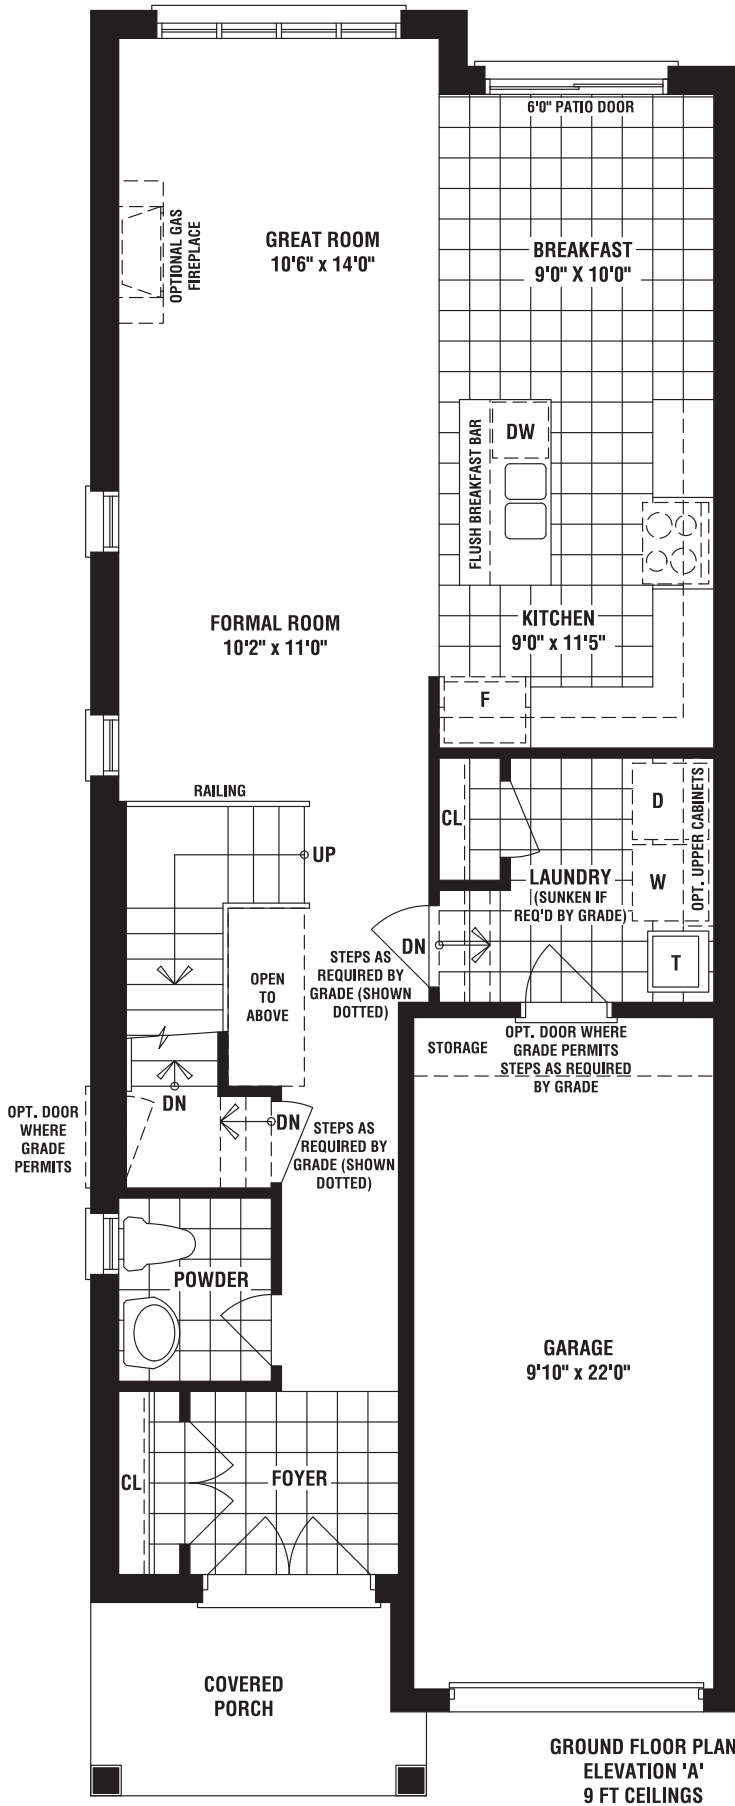 6'0" PATIO DOOR
OPTIONAL GAS
FIREPLACE
GREAT ROOM
10'6" x 14'0"
BREAKFAST
9'0" X 10'0"
FLUSH BREAKFAST BAR
DW
FORMAL ROOM
10'2" x 11'0"
KITCHEN
9'0" x 11'5"
F
RAILING
UP
CL
D
W
OPT. UPPER CABINETS
LAUNDRY
(SUNKEN IF
REQ'D BY GRADE)
DN
T
STEPS AS
REQUIRED BY
GRADE (SHOWN
DOTTED)
OPEN
TO
ABOVE
STORAGE
OPT. DOOR WHERE
GRADE PERMITS
STEPS AS REQUIRED
BY GRADE
OPT. DOOR
WHERE
GRADE
PERMITS
DN
DN
STEPS AS
REQUIRED BY
GRADE (SHOWN
DOTTED)
POWDER
GARAGE
9'10" x 22'0"
CL
FOYER
COVERED
PORCH
GROUND FLOOR PLAN
ELEVATION 'A'
9 FT CEILINGS